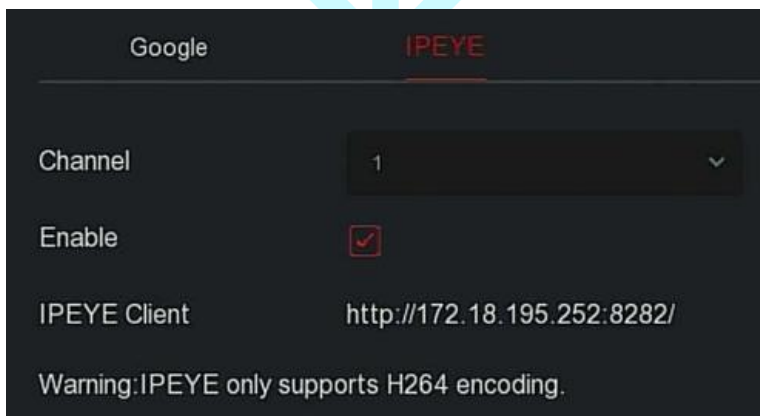 Google IPEYE
Channel 1
Enable
IPEYE Client http://172.18.195.252:8282/
Warning:IPEYE only supports H264 encoding.